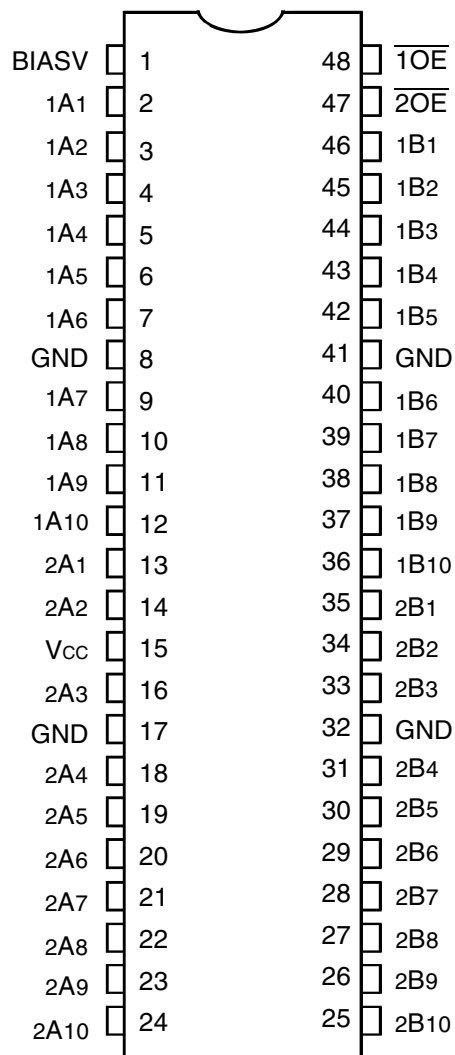 BIASV 1 48 1OE
1A1 2 47 2OE
1A2 3 46 1B1
1A3 4 45 1B2
1A4 5 44 1B3
1A5 6 43 1B4
1A6 7 42 1B5
GND 8 41 GND
1A7 9 40 1B6
1A8 10 39 1B7
1A9 11 38 1B8
1A10 12 37 1B9
2A1 13 36 1B10
2A2 14 35 2B1
VCC 15 34 2B2
2A3 16 33 2B3
GND 17 32 GND
2A4 18 31 2B4
2A5 19 30 2B5
2A6 20 29 2B6
2A7 21 28 2B7
2A8 22 27 2B8
2A9 23 26 2B9
2A10 24 25 2B10